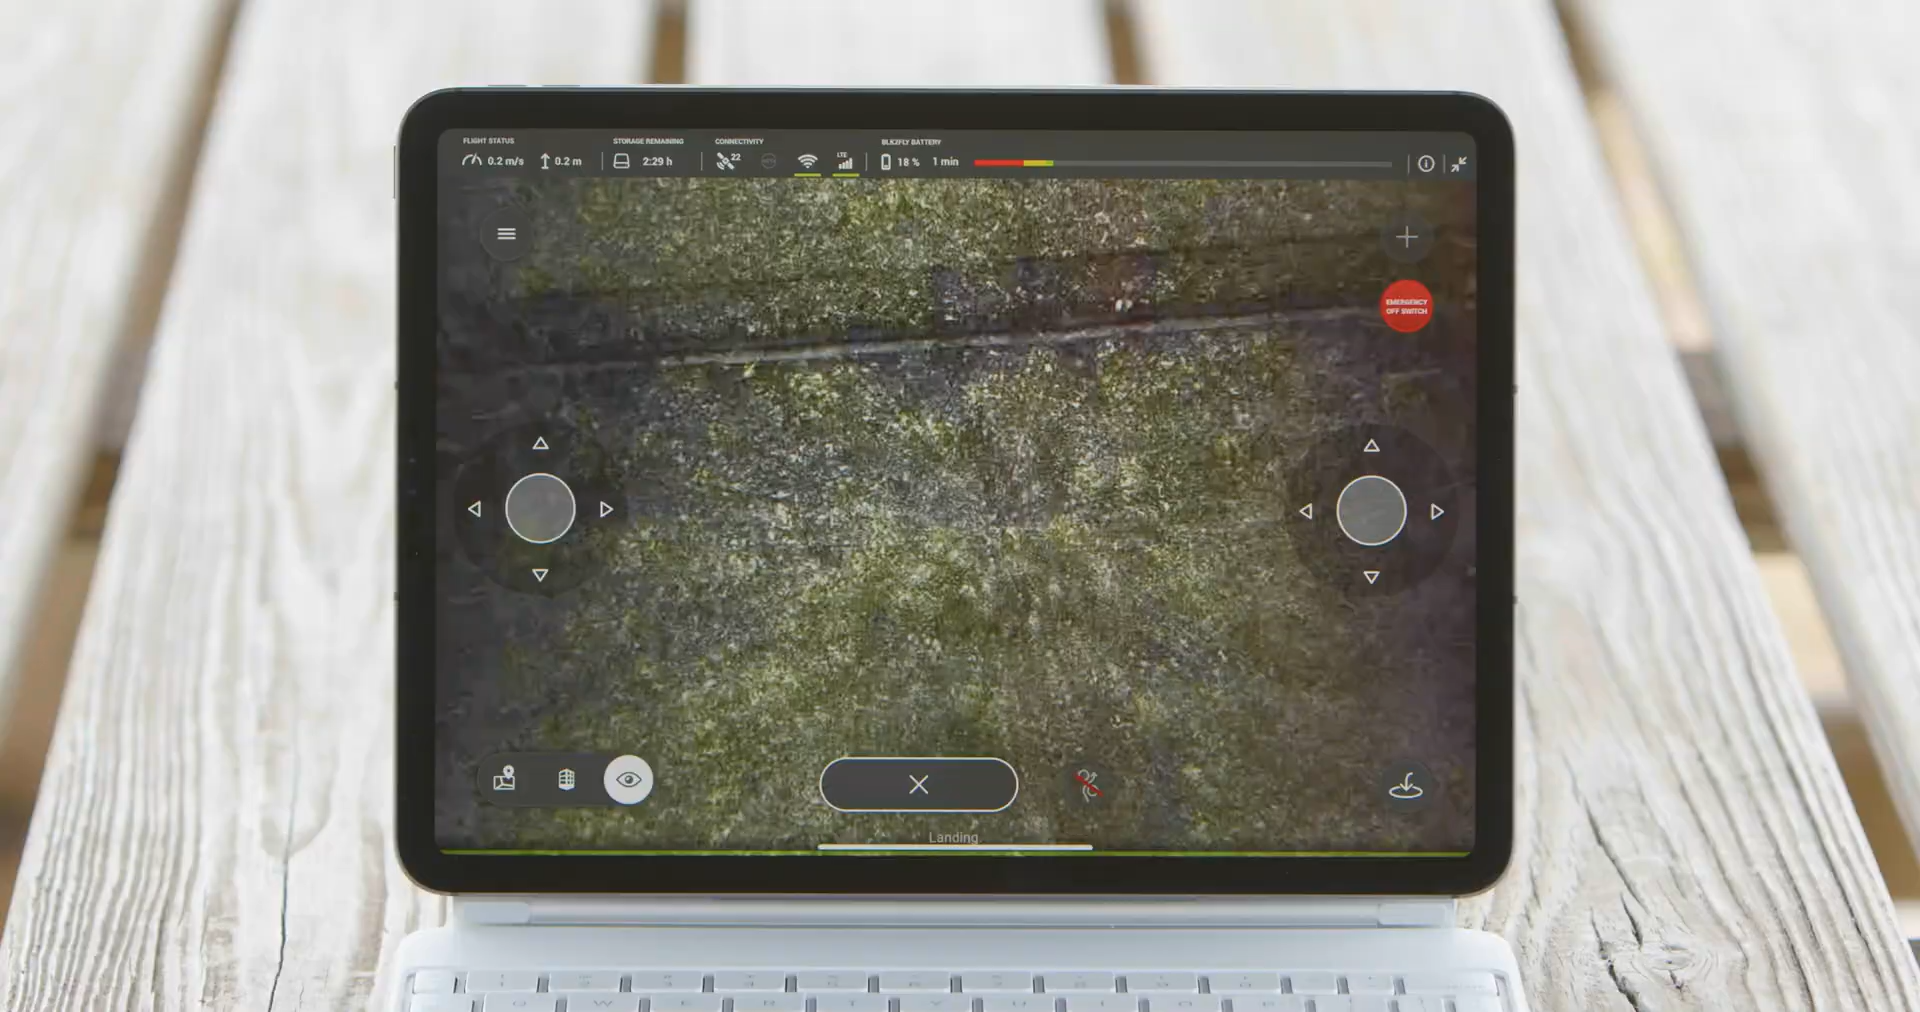 FLIGHT STATUS
0.2 m/s 0.2 m
STORAGE REMAINING
2:29 h
CONNECTIVITY
22
LTE
BLK2FLY BATTERY
18 % 1 min
EMERGENCY
OFF SWITCH
Landing